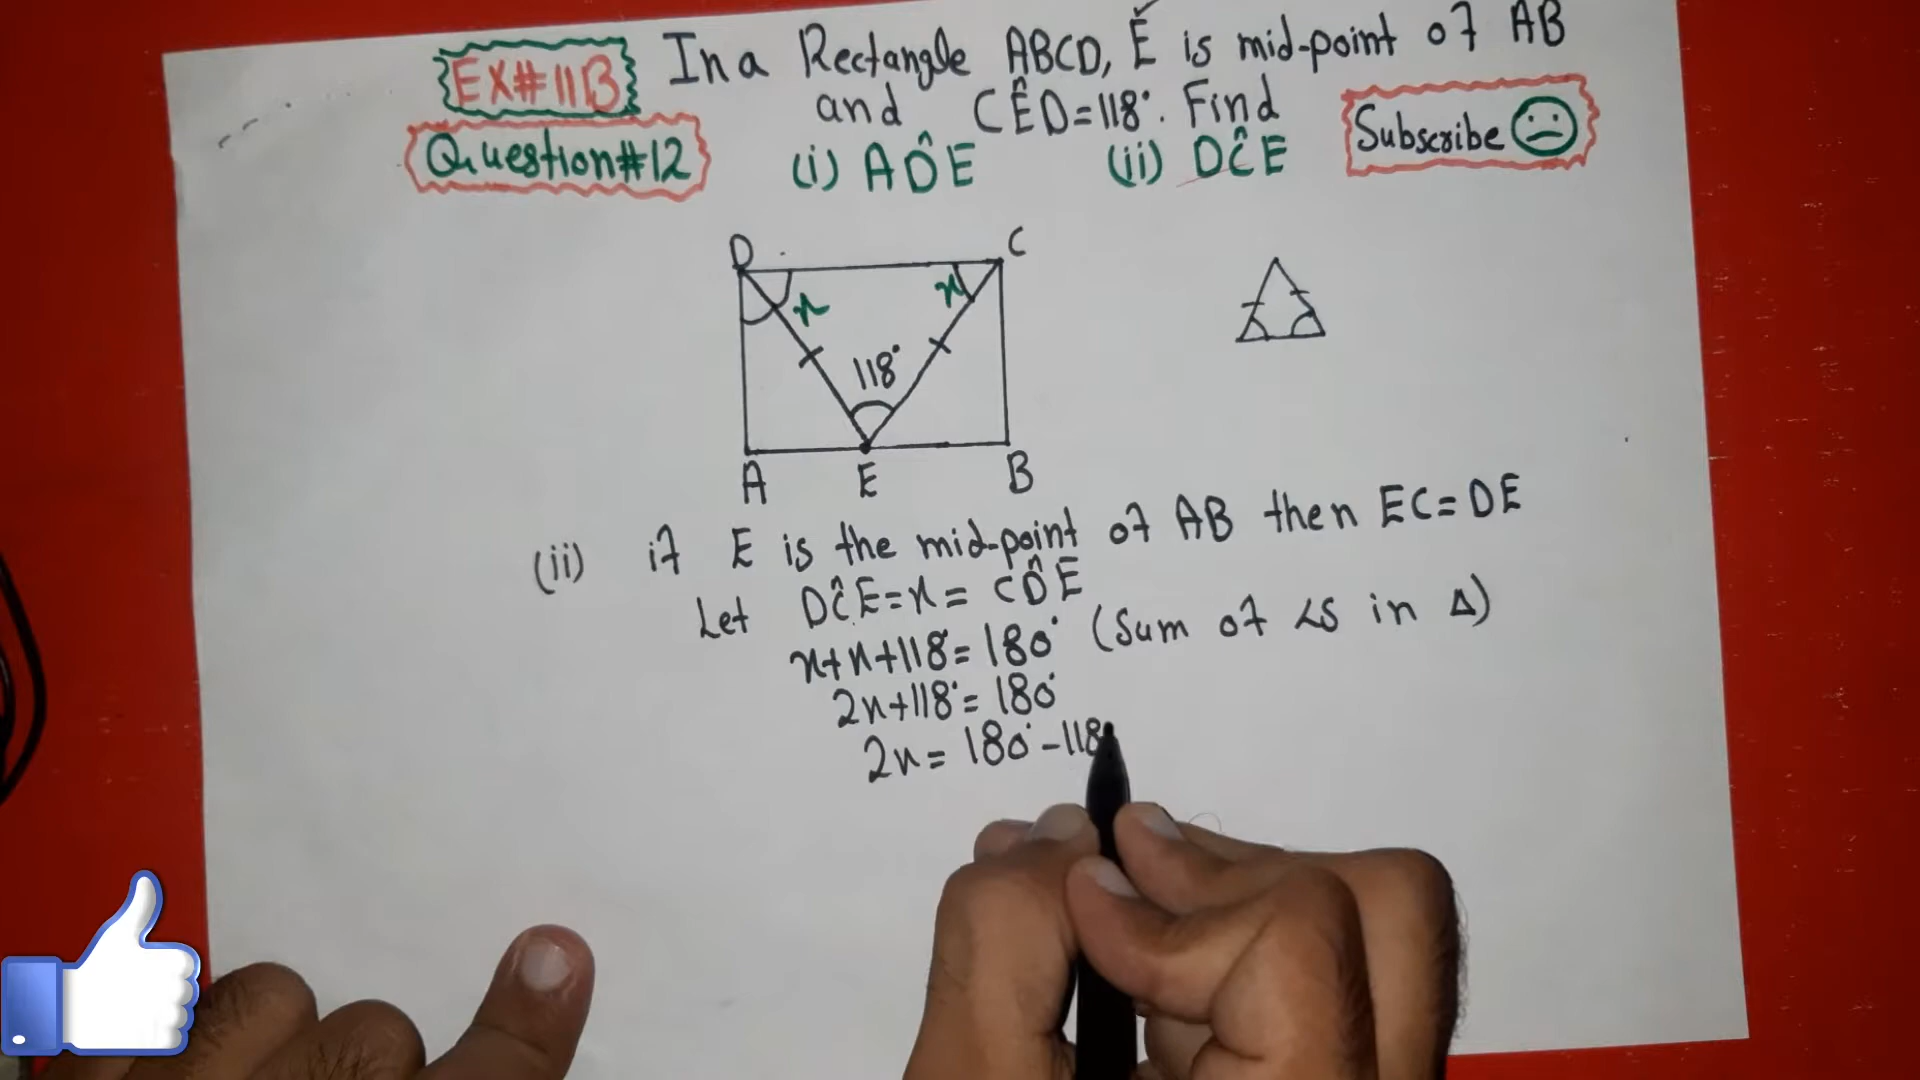 EX#11B
Question#12
In a Rectangle ABCD, E is mid-point of AB
and CÊD=118°. Find
(i) AD̂E (ii) DĈE
Subscribe
D C
x x
118°
A E B
(ii) if E is the mid-point of AB then EC=DE
Let DĈE=x= CD̂E
x+x+118°=180° (Sum of ∠s in Δ)
2x+118°=180°
2x=180°-118